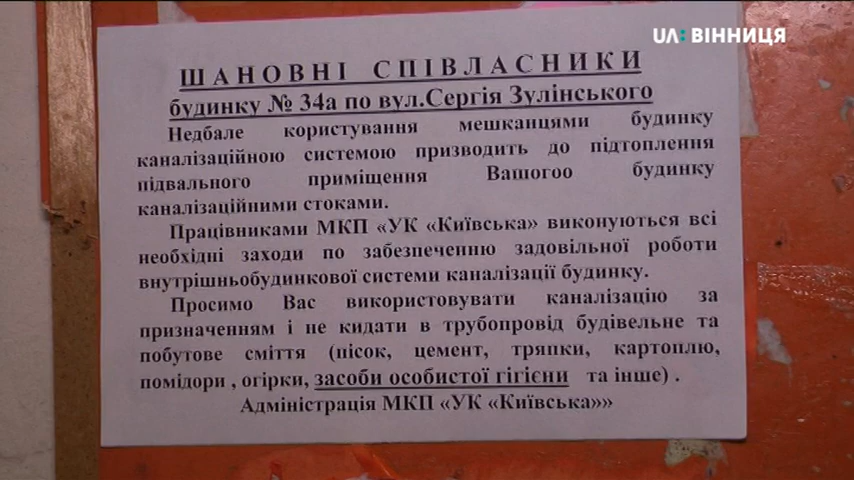 UA: ВІННИЦЯ
ШАНОВНІ СПІВЛАСНИКИ
будинку № 34а по вул.Сергія Зулінського
Недбале користування мешканцями будинку
каналізаційною системою призводить до підтоплення
підвального приміщення Вашогоо будинку
каналізаційними стоками.
Працівниками МКП «УК «Київська» виконуються всі
необхідні заходи по забезпеченню задовільної роботи
внутрішньобудинкової системи каналізації будинку.
Просимо Вас використовувати каналізацію за
призначенням і не кидати в трубопровід будівельне та
побутове сміття (пісок, цемент, тряпки, картоплю,
помідори , огірки, засоби особистої гігієни та інше) .
Адміністрація МКП «УК «Київська»»